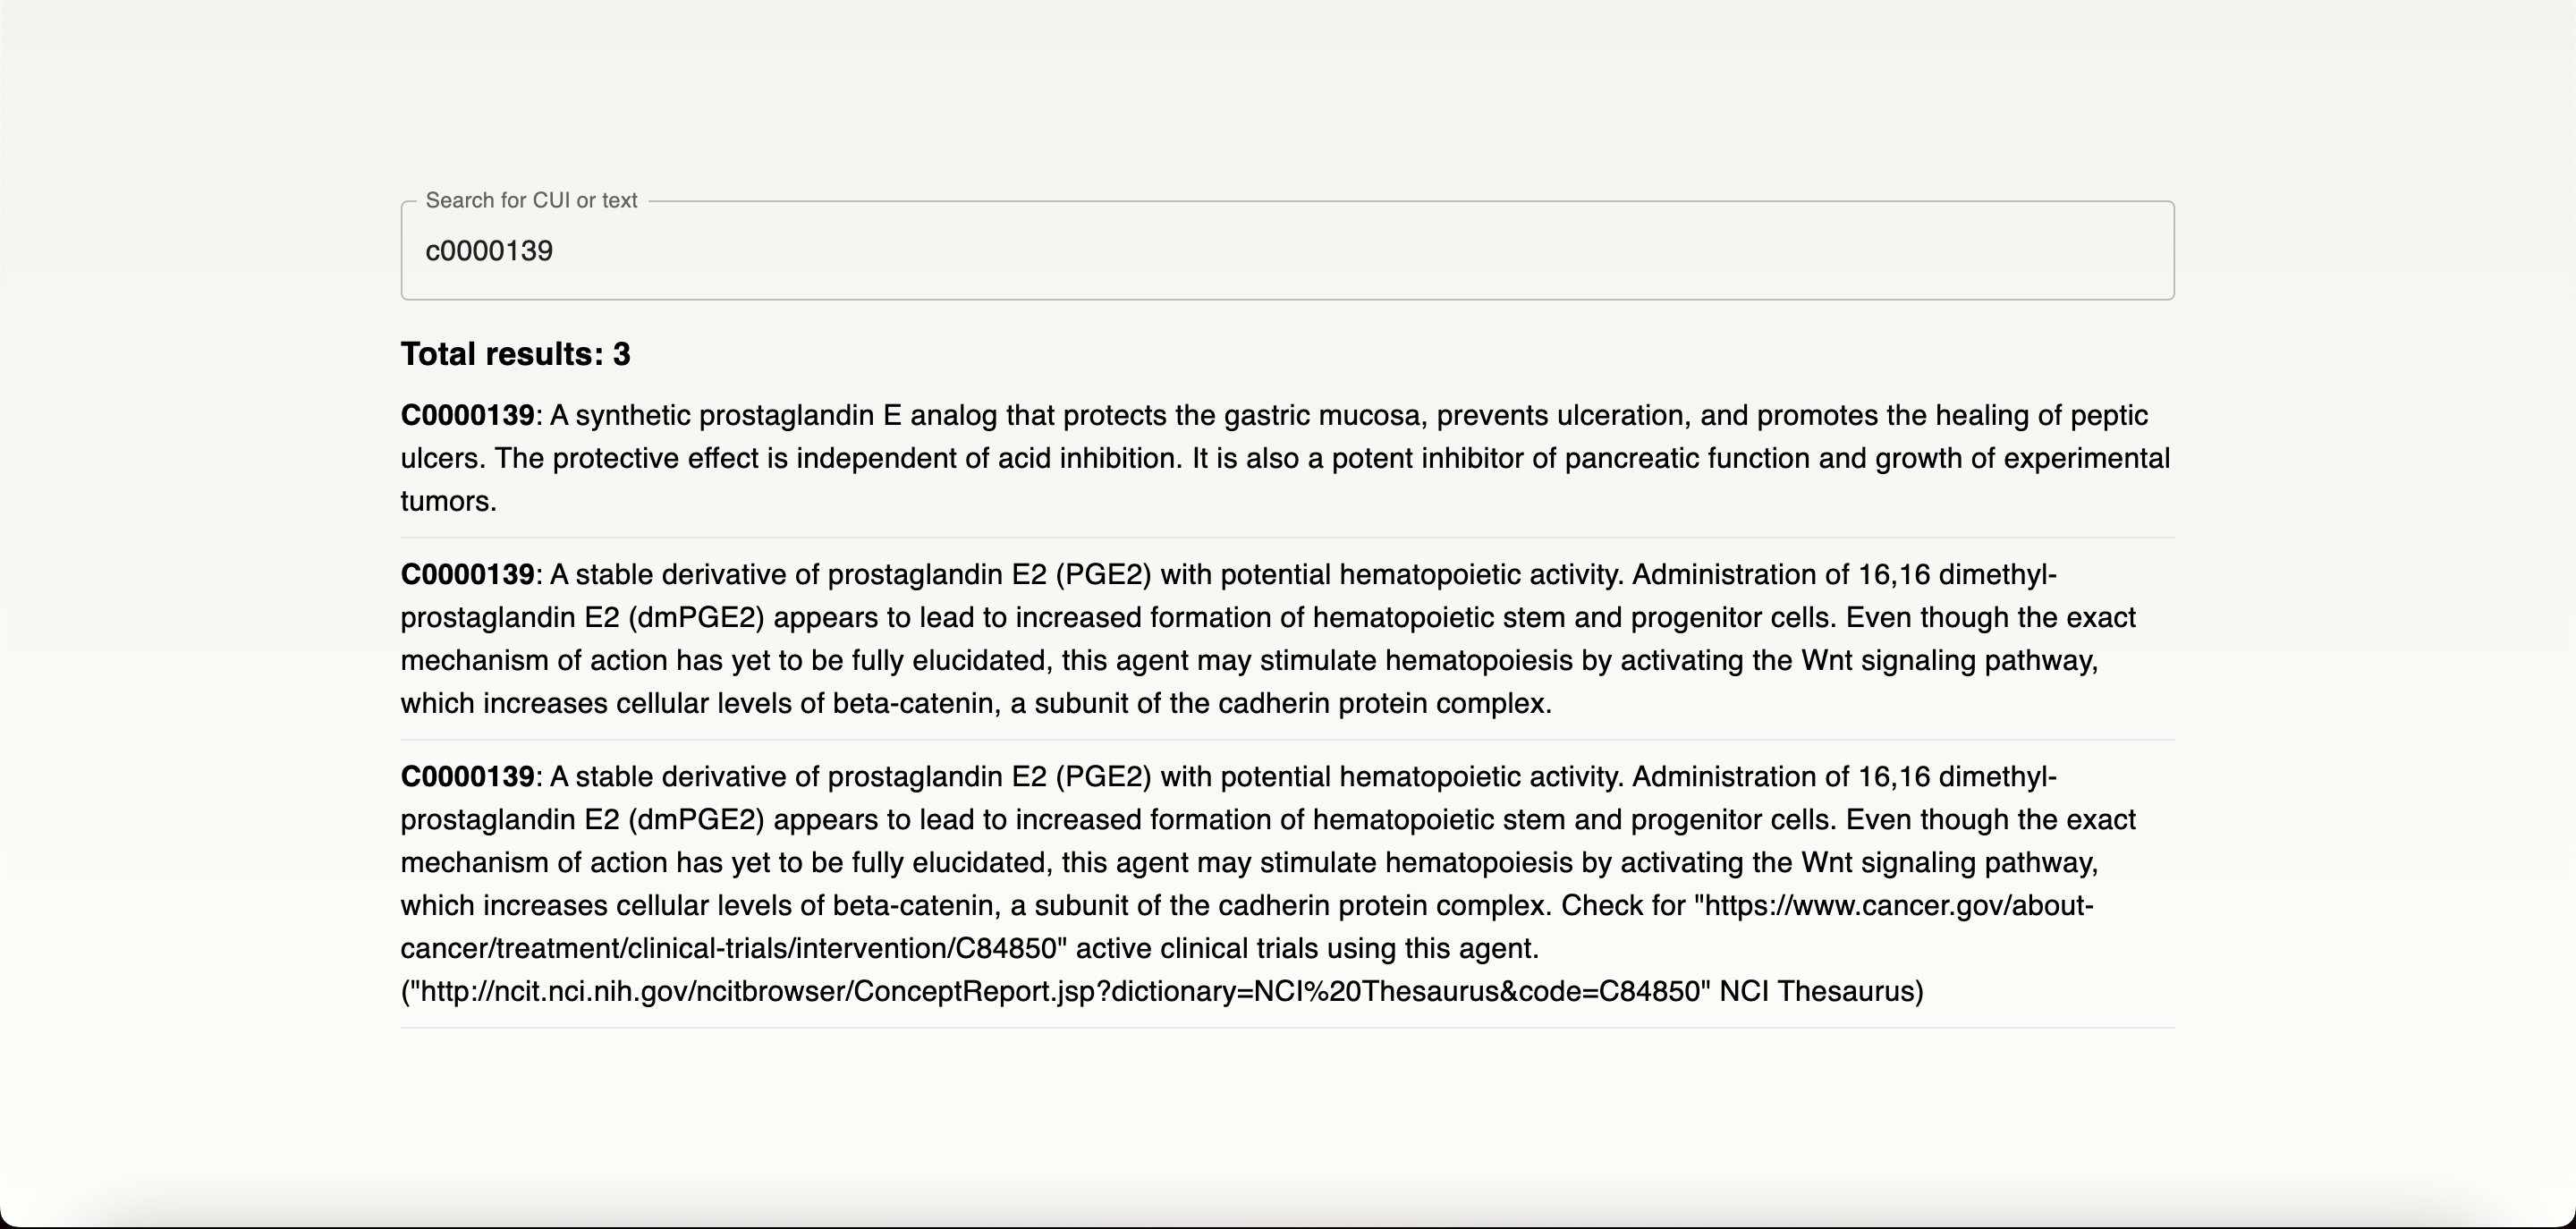 Search for CUI or text
c0000139
Total results: 3
C0000139: A synthetic prostaglandin E analog that protects the gastric mucosa, prevents ulceration, and promotes the healing of peptic
ulcers. The protective effect is independent of acid inhibition. It is also a potent inhibitor of pancreatic function and growth of experimental
tumors.
C0000139: A stable derivative of prostaglandin E2 (PGE2) with potential hematopoietic activity. Administration of 16,16 dimethyl-
prostaglandin E2 (dmPGE2) appears to lead to increased formation of hematopoietic stem and progenitor cells. Even though the exact
mechanism of action has yet to be fully elucidated, this agent may stimulate hematopoiesis by activating the Wnt signaling pathway,
which increases cellular levels of beta-catenin, a subunit of the cadherin protein complex.
C0000139: A stable derivative of prostaglandin E2 (PGE2) with potential hematopoietic activity. Administration of 16,16 dimethyl-
prostaglandin E2 (dmPGE2) appears to lead to increased formation of hematopoietic stem and progenitor cells. Even though the exact
mechanism of action has yet to be fully elucidated, this agent may stimulate hematopoiesis by activating the Wnt signaling pathway,
which increases cellular levels of beta-catenin, a subunit of the cadherin protein complex. Check for "https://www.cancer.gov/about-
cancer/treatment/clinical-trials/intervention/C84850" active clinical trials using this agent.
("http://ncit.nci.nih.gov/ncitbrowser/ConceptReport.jsp?dictionary=NCI%20Thesaurus&code=C84850" NCI Thesaurus)